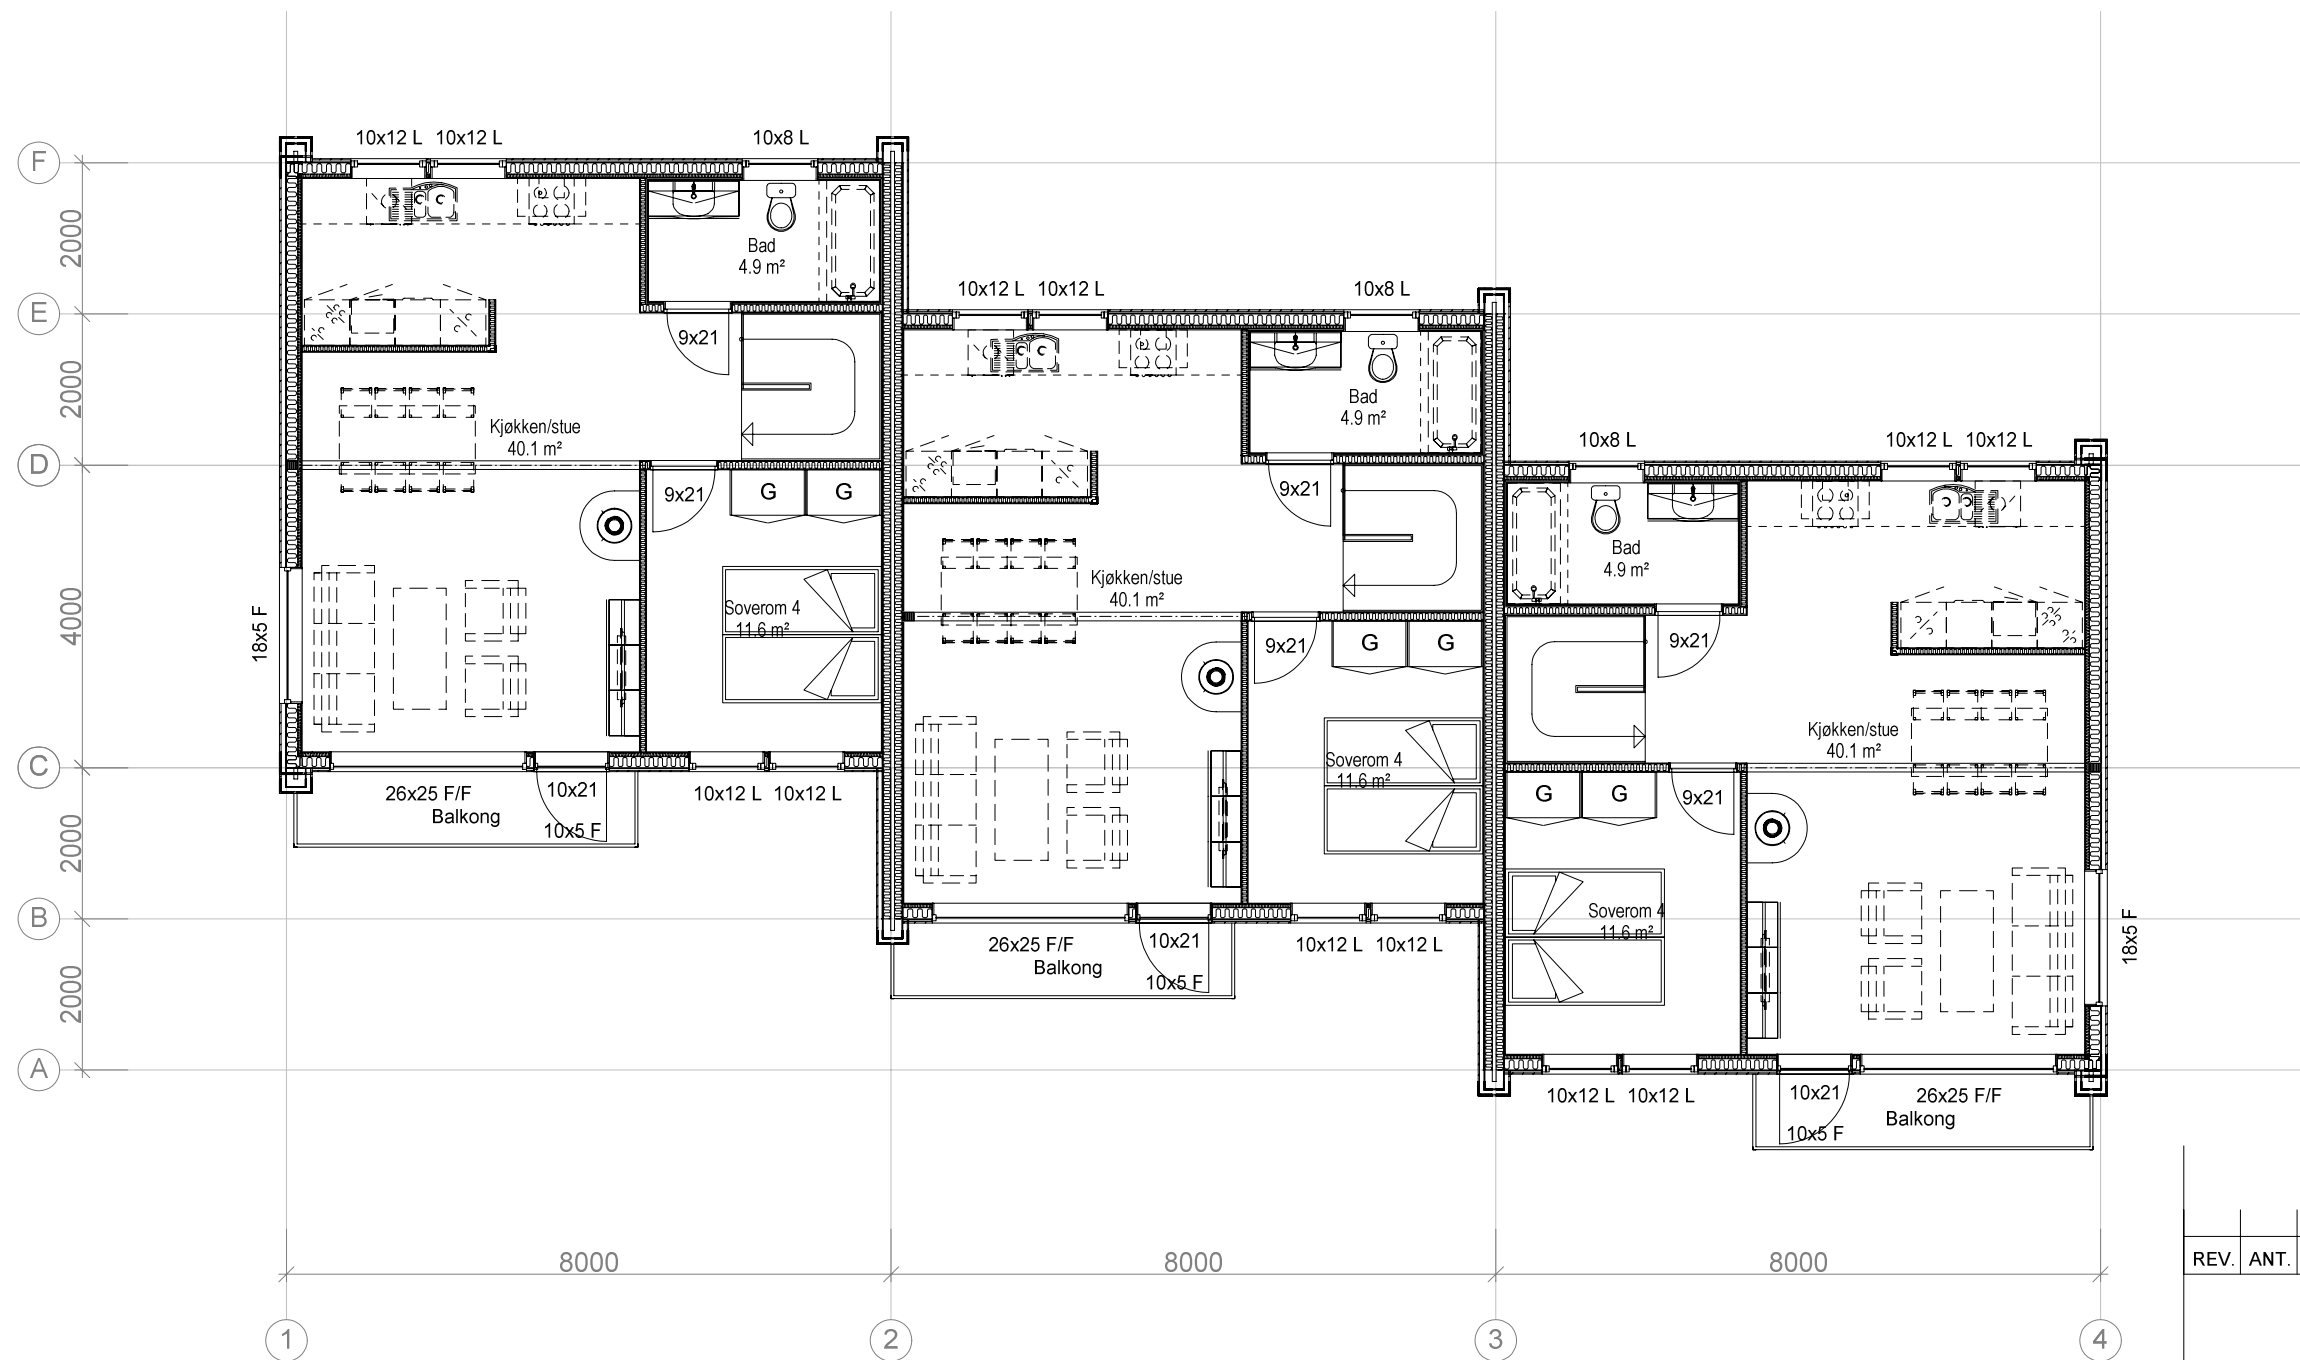 10x12 L 10x12 L 10x8 L
F
2000
Bad
4.9 m²
10x12 L 10x12 L 10x8 L
E
9x21
2000
Bad
4.9 m²
Kjøkken/stue
40.1 m²
10x8 L 10x12 L 10x12 L
D
9x21 G G 9x21
Bad
4.9 m²
Kjøkken/stue
40.1 m²
4000
18x5 F
Soverom 4
11.6 m²
9x21 G G 9x21
Kjøkken/stue
40.1 m²
C
Soverom 4
11.6 m²
26x25 F/F 10x21 10x12 L 10x12 L
Balkong
10x5 F
G G 9x21
2000
B
Soverom 4
11.6 m²
18x5 F
26x25 F/F 10x21 10x12 L 10x12 L
Balkong
10x5 F
2000
A
10x12 L 10x12 L 10x21 26x25 F/F
Balkong
10x5 F
8000 8000 8000
REV. ANT.
1 2 3 4